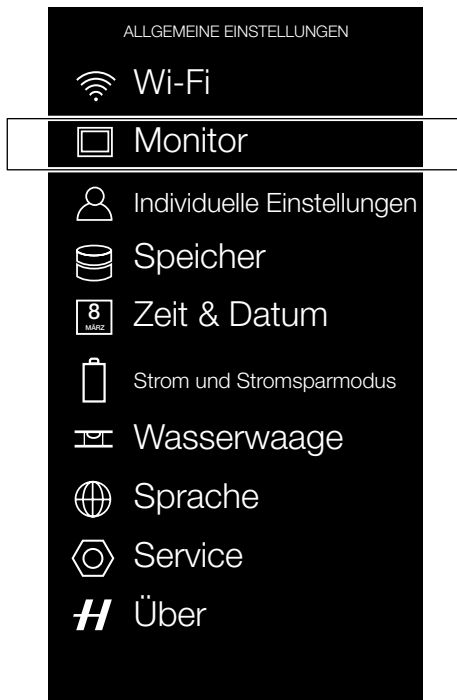 ALLGEMEINE EINSTELLUNGEN
Wi-Fi
Monitor
Individuelle Einstellungen
Speicher
8
MÄRZ
Zeit & Datum
Strom und Stromsparmodus
Wasserwaage
Sprache
Service
H Über